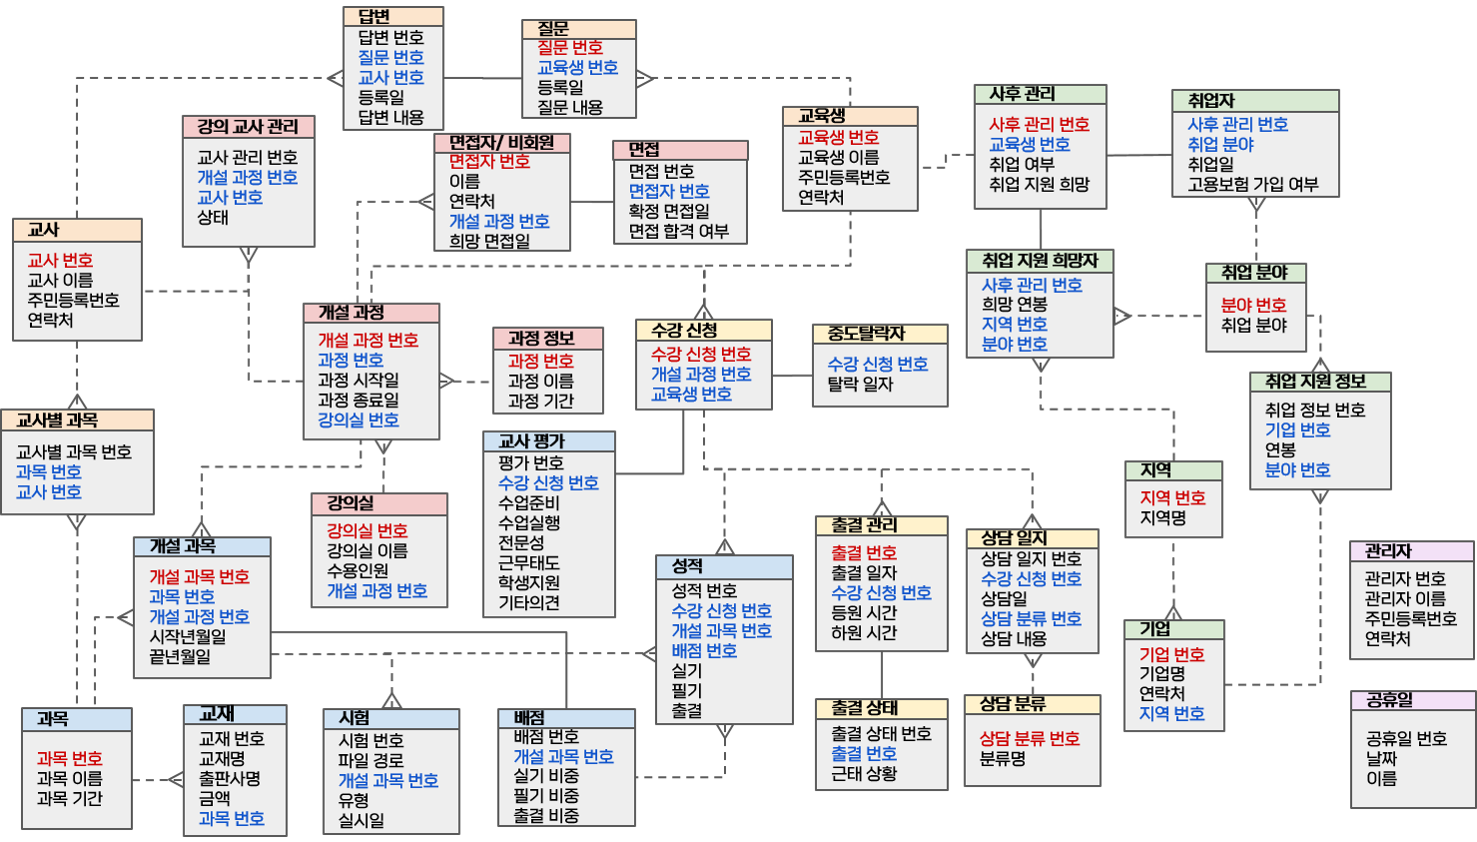 답변
답변 번호
질문 번호
교사 번호
등록일
답변 내용
질문
질문 번호
교육생 번호
등록일
질문 내용
강의 교사 관리
교사 관리 번호
개설 과정 번호
교사 번호
상태
면접자/ 비회원
면접자 번호
이름
연락처
개설 과정 번호
희망 면접일
면접
면접 번호
면접자 번호
확정 면접일
면접 합격 여부
교육생
교육생 번호
교육생 이름
주민등록번호
연락처
사후 관리
사후 관리 번호
교육생 번호
취업 여부
취업 지원 희망
취업자
사후 관리 번호
취업 분야
취업일
고용보험 가입 여부
교사
교사 번호
교사 이름
주민등록번호
연락처
개설 과정
개설 과정 번호
과정 번호
과정 시작일
과정 종료일
강의실 번호
과정 정보
과정 번호
과정 이름
과정 기간
수강 신청
수강 신청 번호
개설 과정 번호
교육생 번호
중도탈락자
수강 신청 번호
탈락 일자
취업 지원 희망자
사후 관리 번호
희망 연봉
지역 번호
분야 번호
취업 분야
분야 번호
취업 분야
취업 지원 정보
취업 정보 번호
기업 번호
연봉
분야 번호
교사별 과목
교사별 과목 번호
과목 번호
교사 번호
강의실
강의실 번호
강의실 이름
수용인원
개설 과정 번호
교사 평가
평가 번호
수강 신청 번호
수업준비
수업실행
전문성
근무태도
학생지원
기타의견
지역
지역 번호
지역명
개설 과목
개설 과목 번호
과목 번호
개설 과정 번호
시작년월일
끝년월일
성적
성적 번호
수강 신청 번호
개설 과목 번호
배점 번호
실기
필기
출결
출결 관리
출결 번호
출결 일자
수강 신청 번호
등원 시간
하원 시간
상담 일지
상담 일지 번호
수강 신청 번호
상담일
상담 분류 번호
상담 내용
기업
기업 번호
기업명
연락처
지역 번호
관리자
관리자 번호
관리자 이름
주민등록번호
연락처
과목
과목 번호
과목 이름
과목 기간
교재
교재 번호
교재명
출판사명
금액
과목 번호
시험
시험 번호
파일 경로
개설 과목 번호
유형
실시일
배점
배점 번호
개설 과목 번호
실기 비중
필기 비중
출결 비중
출결 상태
출결 상태 번호
출결 번호
근태 상황
상담 분류
상담 분류 번호
분류명
공휴일
공휴일 번호
날짜
이름